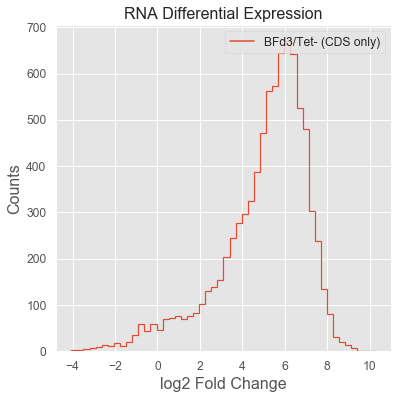 RNA Differential Expression
BFd3/Tet- (CDS only)
700
600
500
400
300
200
100
0
Counts
−4 −2 0 2 4 6 8 10
log2 Fold Change